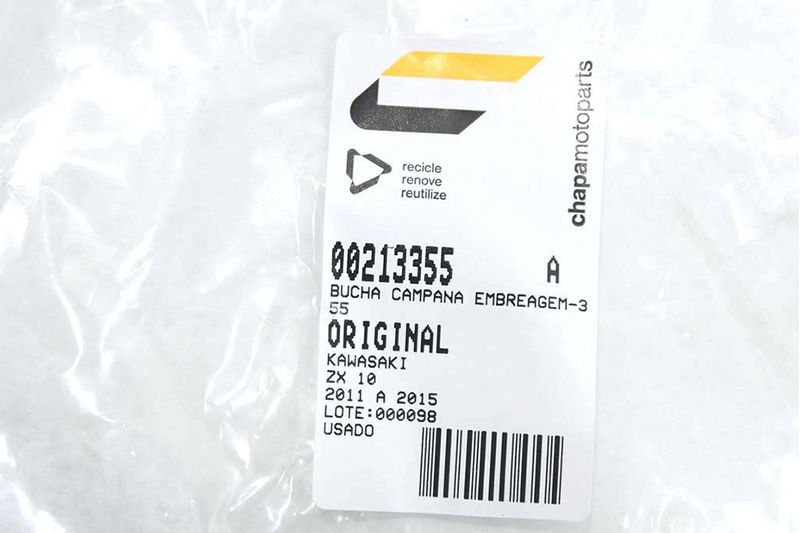 chapamotoparts
recicle
renove
reutilize
00213355 A
BUCHA CAMPANA EMBREAGEM-3
55
ORIGINAL
KAWASAKI
ZX 10
2011 A 2015
LOTE:000098
USADO